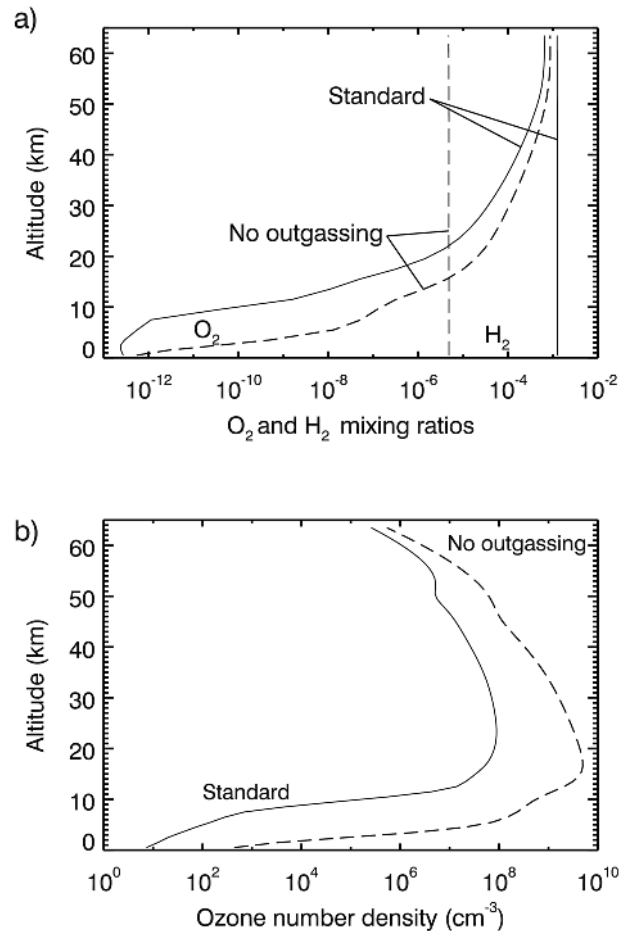 a)
60
50
40
30
20
10
0
Altitude (km)
Standard
No outgassing
O₂
H₂
10⁻¹² 10⁻¹⁰ 10⁻⁸ 10⁻⁶ 10⁻⁴ 10⁻²
O₂ and H₂ mixing ratios
b)
60
50
40
30
20
10
0
Altitude (km)
No outgassing
Standard
10⁰ 10² 10⁴ 10⁶ 10⁸ 10¹⁰
Ozone number density (cm⁻³)